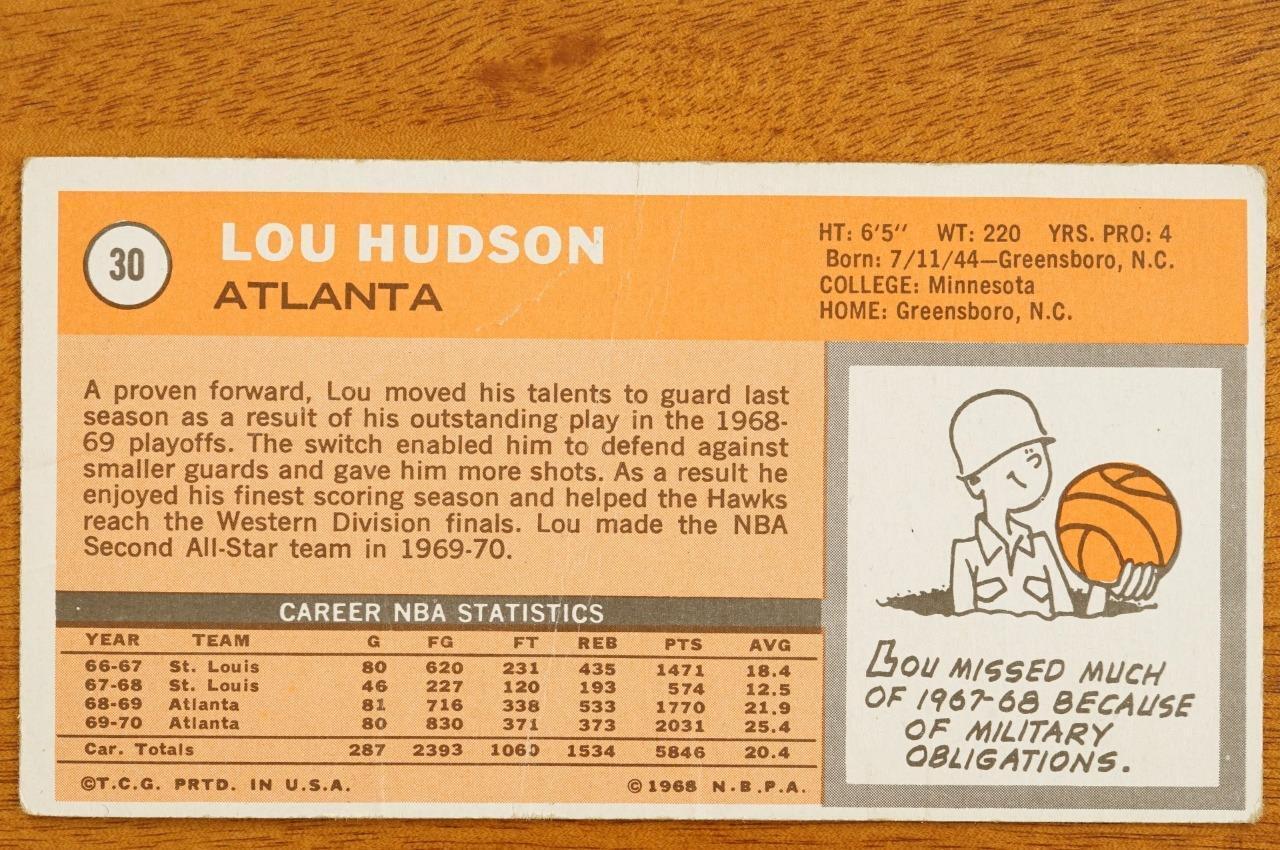 30
LOU HUDSON
ATLANTA
HT: 6'5" WT: 220 YRS. PRO: 4
Born: 7/11/44—Greensboro, N.C.
COLLEGE: Minnesota
HOME: Greensboro, N.C.
A proven forward, Lou moved his talents to guard last
season as a result of his outstanding play in the 1968-
69 playoffs. The switch enabled him to defend against
smaller guards and gave him more shots. As a result he
enjoyed his finest scoring season and helped the Hawks
reach the Western Division finals. Lou made the NBA
Second All-Star team in 1969-70.
CAREER NBA STATISTICS
YEAR TEAM G FG FT REB PTS AVG
66-67 St. Louis 80 620 231 435 1471 18.4
67-68 St. Louis 46 227 120 193 574 12.5
68-69 Atlanta 81 716 338 533 1770 21.9
69-70 Atlanta 80 830 371 373 2031 25.4
Car. Totals 287 2393 1060 1534 5846 20.4
©T.C.G. PRTD. IN U.S.A. © 1968 N.B.P.A.
LOU MISSED MUCH
OF 1967-68 BECAUSE
OF MILITARY
OBLIGATIONS.